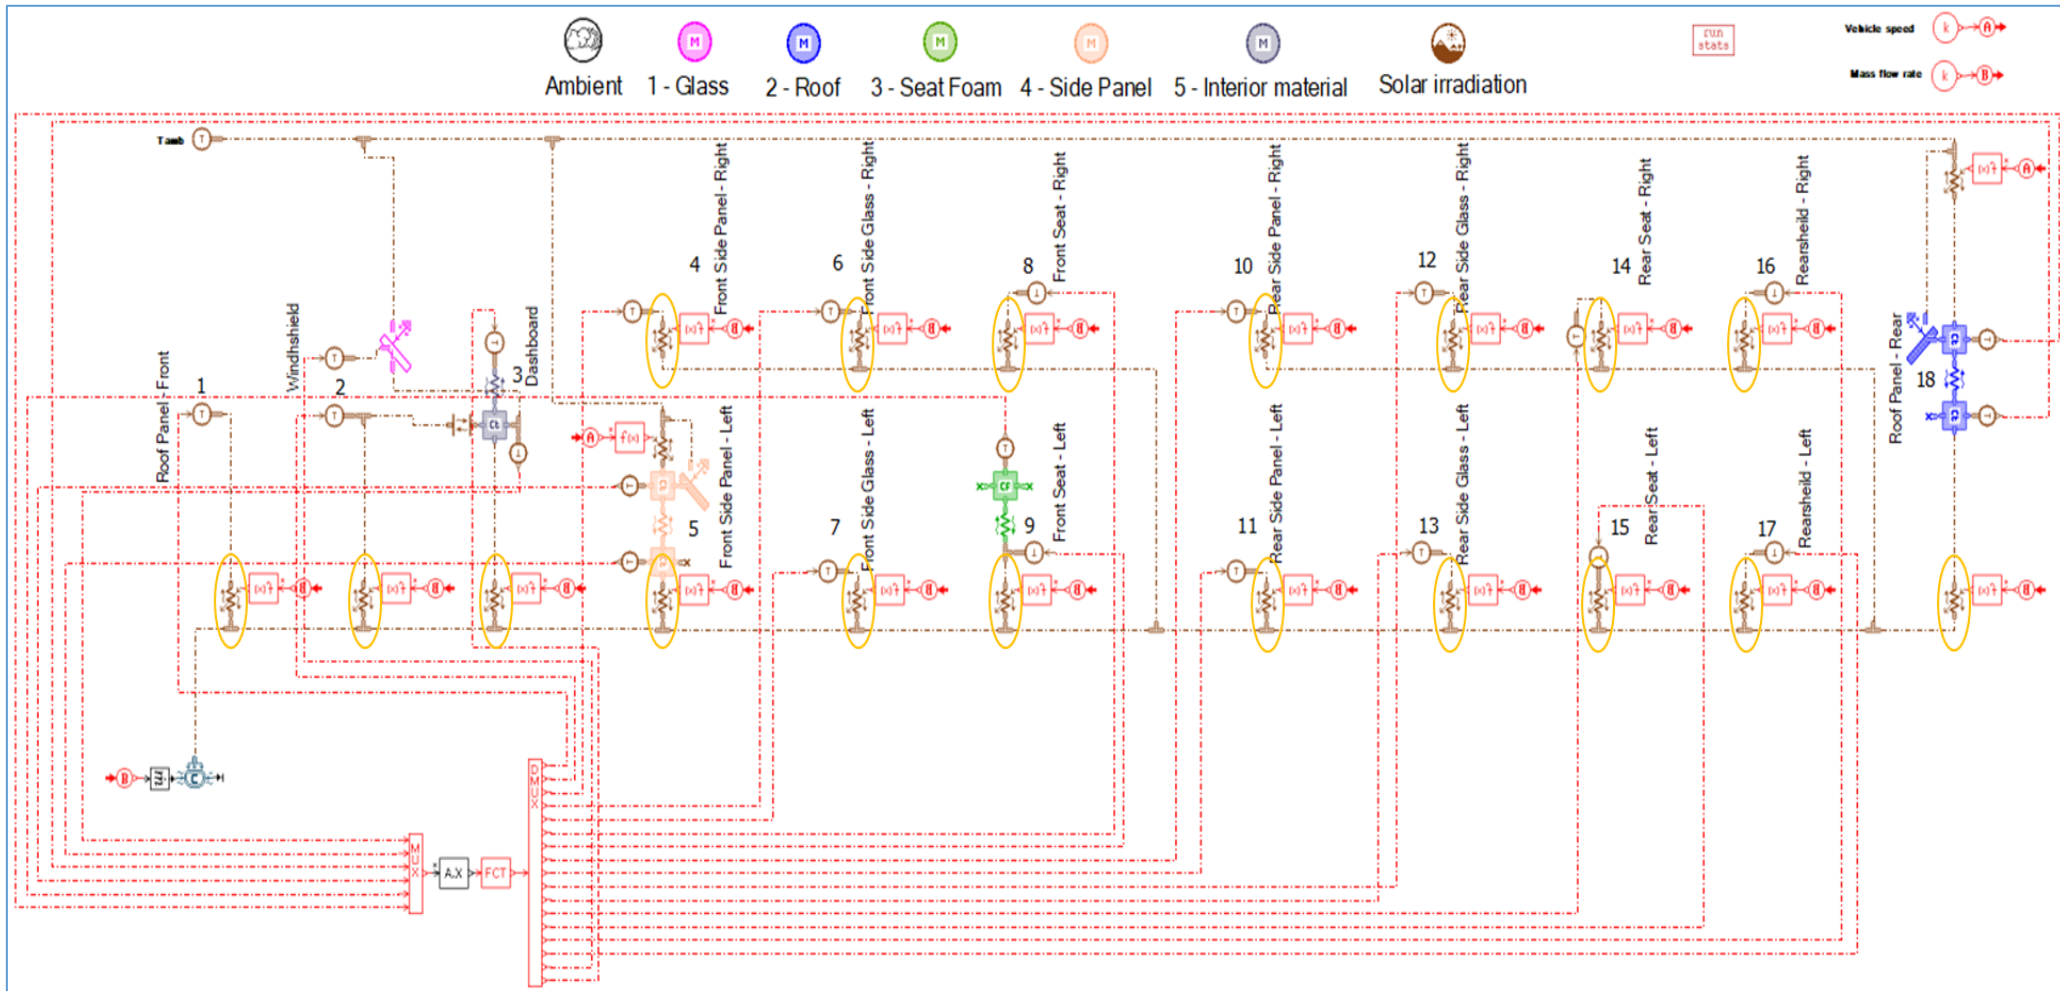 run
stats
Vehicle speed
k
A
Mass flow rate
k
B
M
M
M
M
M
Ambient
1 - Glass
2 - Roof
3 - Seat Foam
4 - Side Panel
5 - Interior material
Solar irradiation
Tamb
T
A
Front Side Panel - Right
Front Side Glass - Right
Front Seat - Right
Rear Side Panel - Right
Rear Side Glass - Right
Rear Seat - Right
Rearsheild - Right
4
6
8
10
12
14
16
Windhshield
Dashboard
Roof Panel - Front
1
2
3
T
T
T
T
Ct
A
f(x)
Front Side Panel - Left
Front Side Glass - Left
Front Seat - Left
Rear Side Panel - Left
Rear Side Glass - Left
Rear Seat - Left
Rearsheild - Left
Roof Panel - Rear
5
7
9
11
13
15
17
18
B
C
D
M
U
X
M
U
X
A.X
FCT